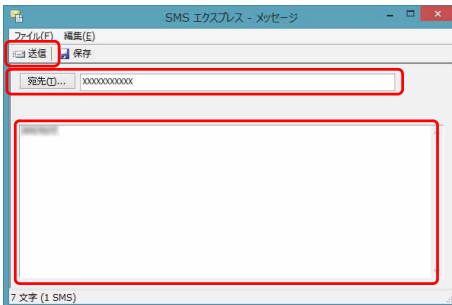 SMS エクスプレス - メッセージ
ファイル(F) 編集(E)
送信 保存
宛先(T)... xxxxxxxxxxx
7 文字 (1 SMS)